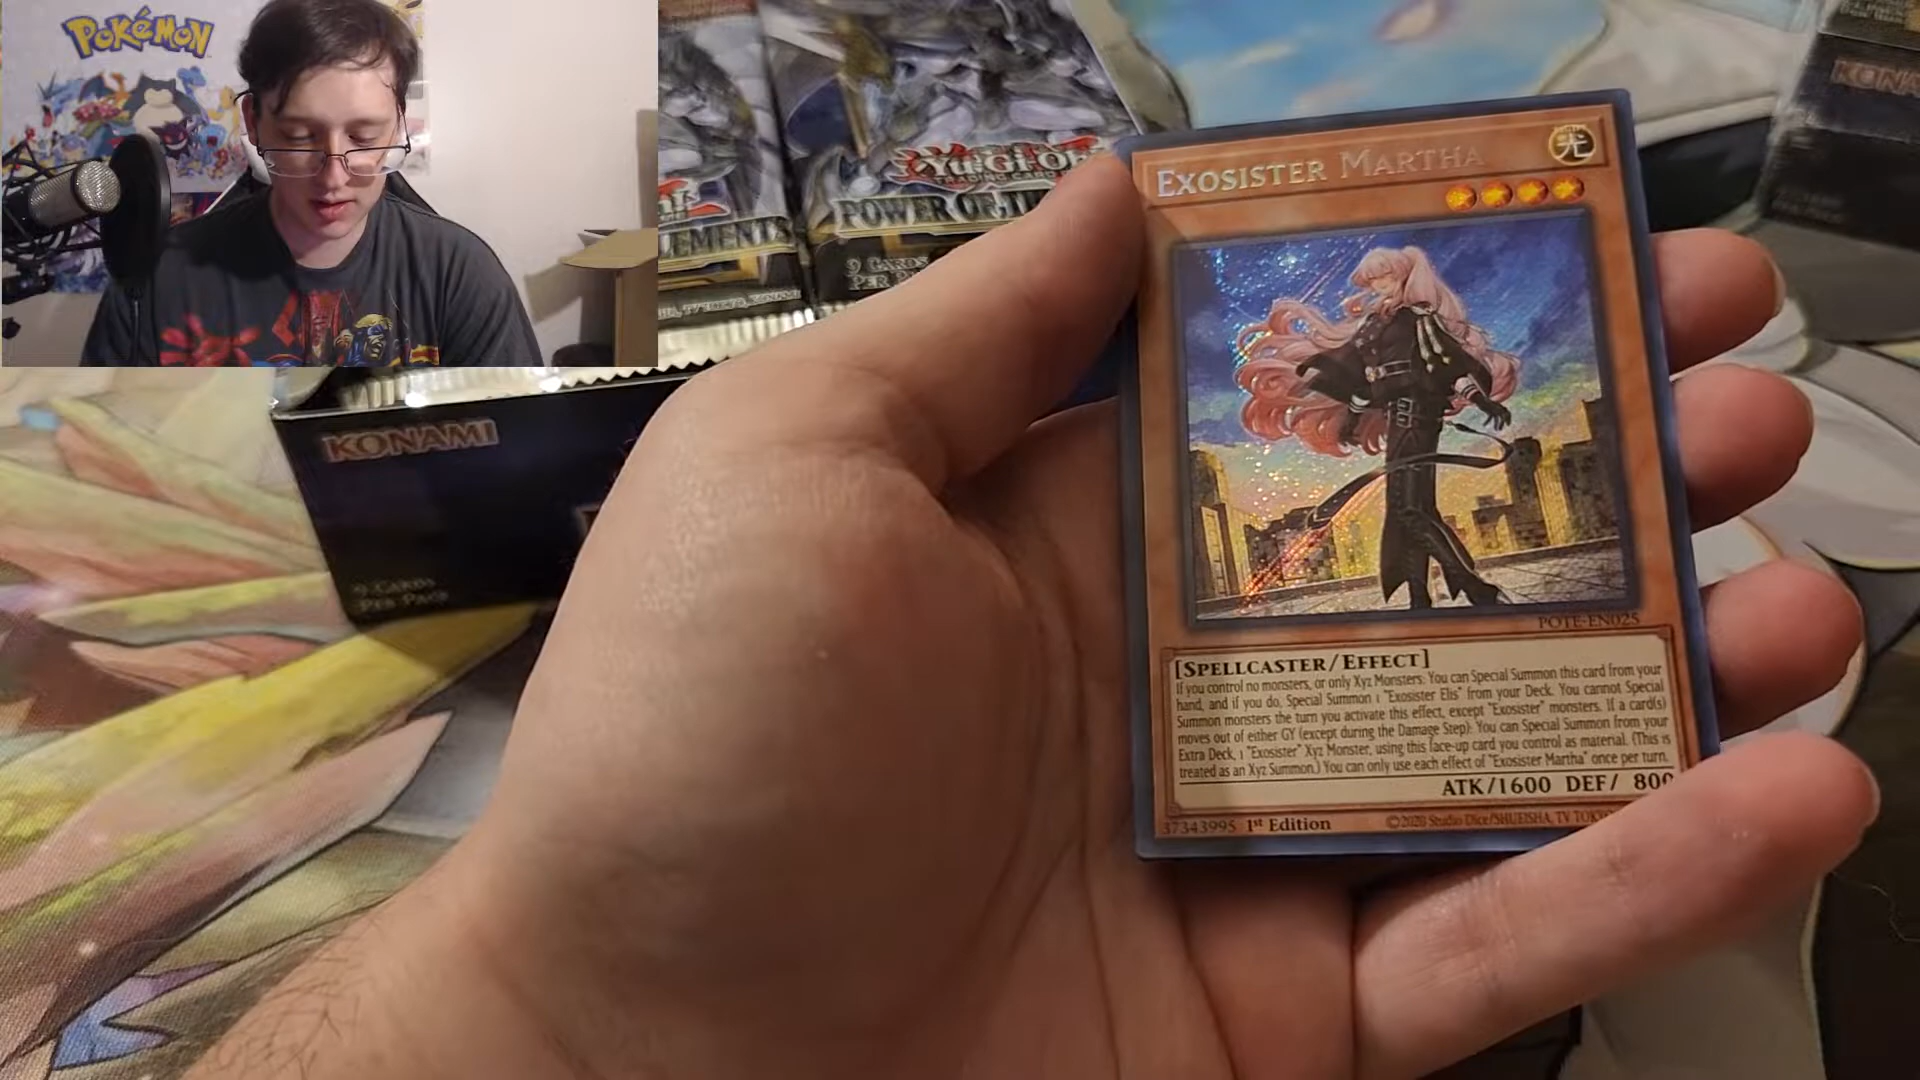 POKéMON
YU-GI-OH!
TRADING CARD
POWER OF
9 CARDS
LEMENTS
KONAMI
KONAMI
9 CARDS
PER PACK
EXOSISTER MARTHA
光
POTE-EN025
[SPELLCASTER/EFFECT]
If you control no monsters, or only Xyz Monsters: You can Special Summon this card from your
hand, and if you do, Special Summon 1 "Exosister Elis" from your Deck. You cannot Special
Summon monsters the turn you activate this effect, except "Exosister" monsters. If a card(s)
moves out of either GY (except during the Damage Step): You can Special Summon from your
Extra Deck, 1 "Exosister" Xyz Monster, using this face-up card you control as material. (This is
treated as an Xyz Summon.) You can only use each effect of "Exosister Martha" once per turn.
ATK/1600 DEF/ 800
37343995 1st Edition ©2020 Studio Dice/SHUEISHA, TV TOKYO